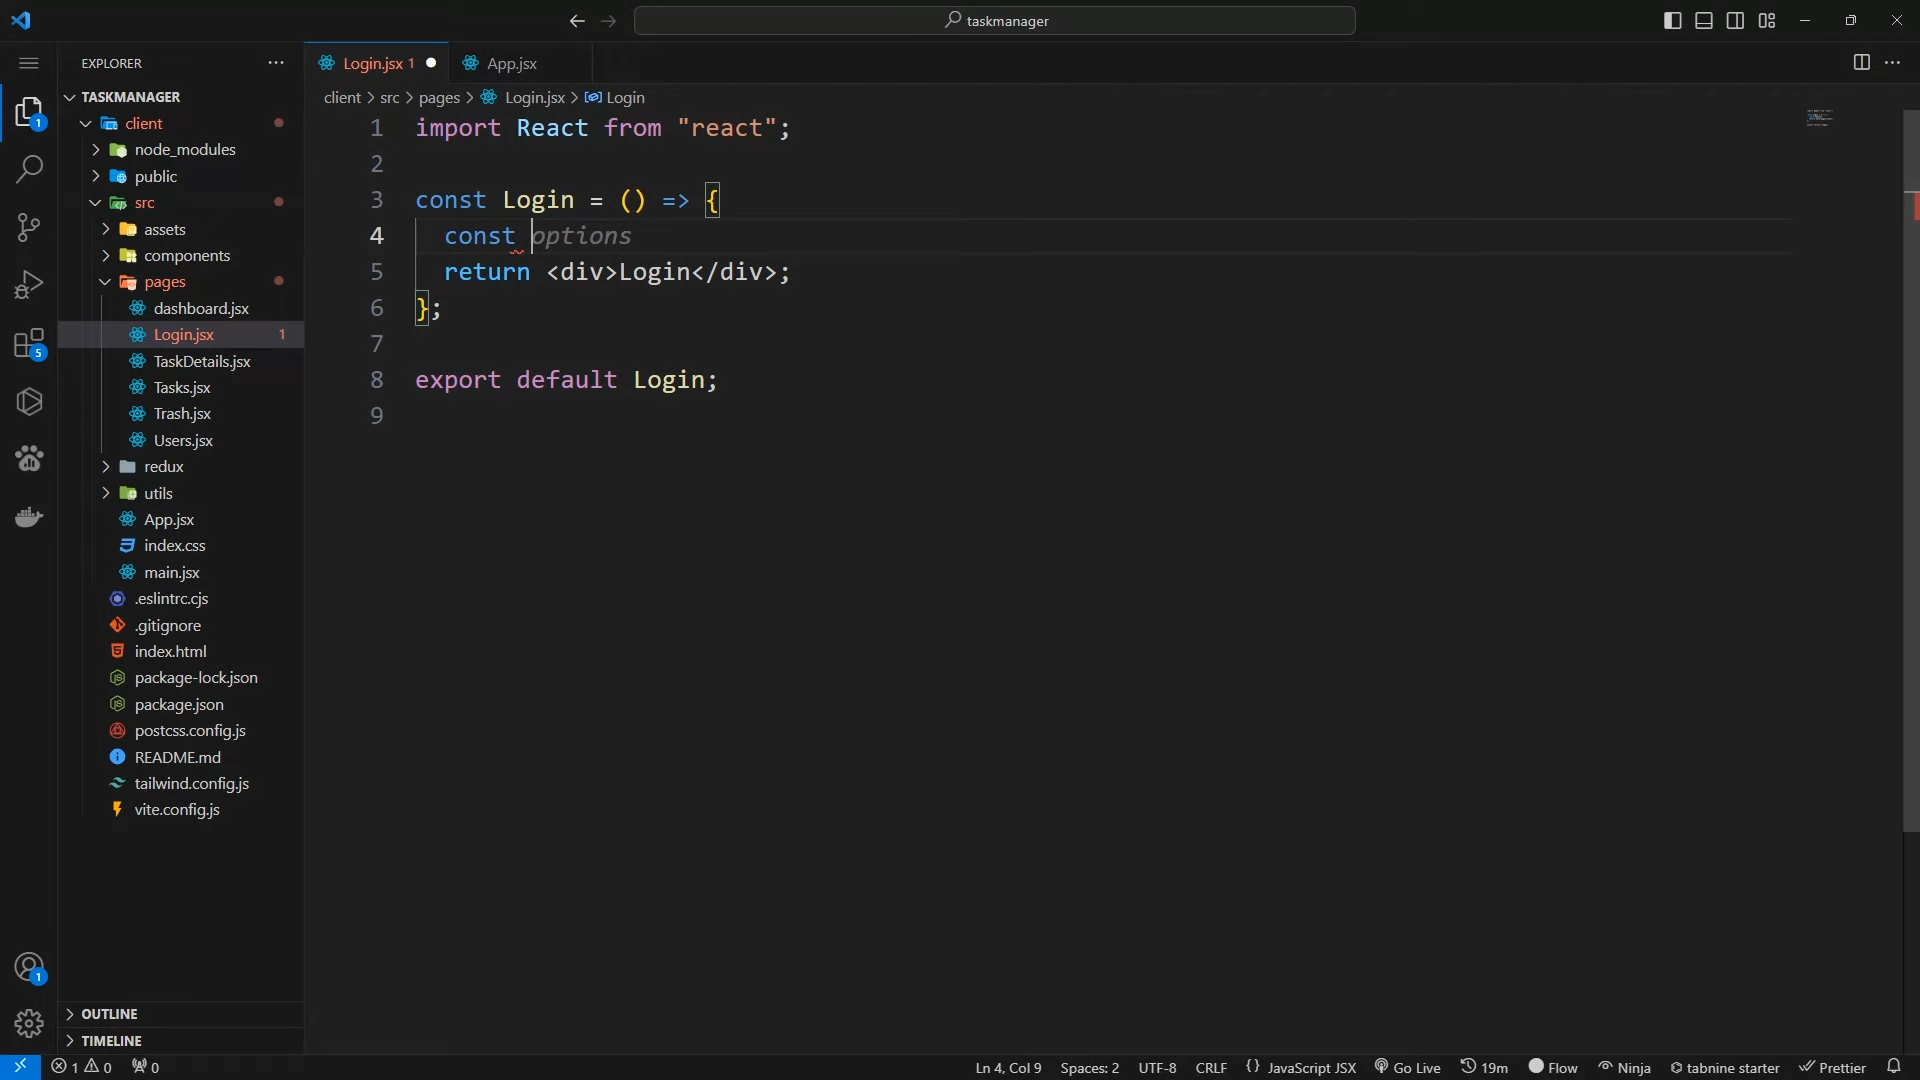 taskmanager
EXPLORER
TASKMANAGER
client
node_modules
public
src
assets
components
pages
dashboard.jsx
Login.jsx 1
TaskDetails.jsx
Tasks.jsx
Trash.jsx
Users.jsx
redux
utils
App.jsx
index.css
main.jsx
.eslintrc.cjs
.gitignore
index.html
package-lock.json
package.json
postcss.config.js
README.md
tailwind.config.js
vite.config.js
OUTLINE
TIMELINE
1
5
1
Login.jsx 1
App.jsx
client > src > pages > Login.jsx > Login
1 import React from "react";
2
3 const Login = () => {
4 const options
5 return <div>Login</div>;
6 };
7
8 export default Login;
9
1 0 0
Ln 4, Col 9 Spaces: 2 UTF-8 CRLF {} JavaScript JSX Go Live 19m Flow Ninja tabnine starter Prettier